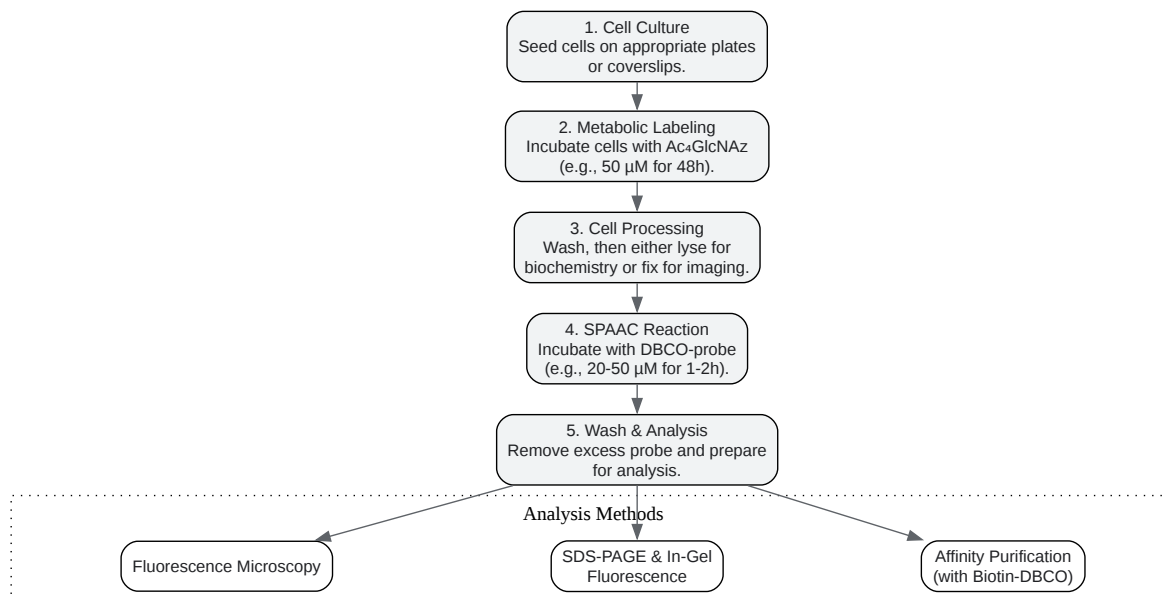 1. Cell Culture
Seed cells on appropriate plates
or coverslips.
2. Metabolic Labeling
Incubate cells with Ac₄GlcNAz
(e.g., 50 µM for 48h).
3. Cell Processing
Wash, then either lyse for
biochemistry or fix for imaging.
4. SPAAC Reaction
Incubate with DBCO-probe
(e.g., 20-50 µM for 1-2h).
5. Wash & Analysis
Remove excess probe and prepare
for analysis.
Analysis Methods
Fluorescence Microscopy
SDS-PAGE & In-Gel
Fluorescence
Affinity Purification
(with Biotin-DBCO)